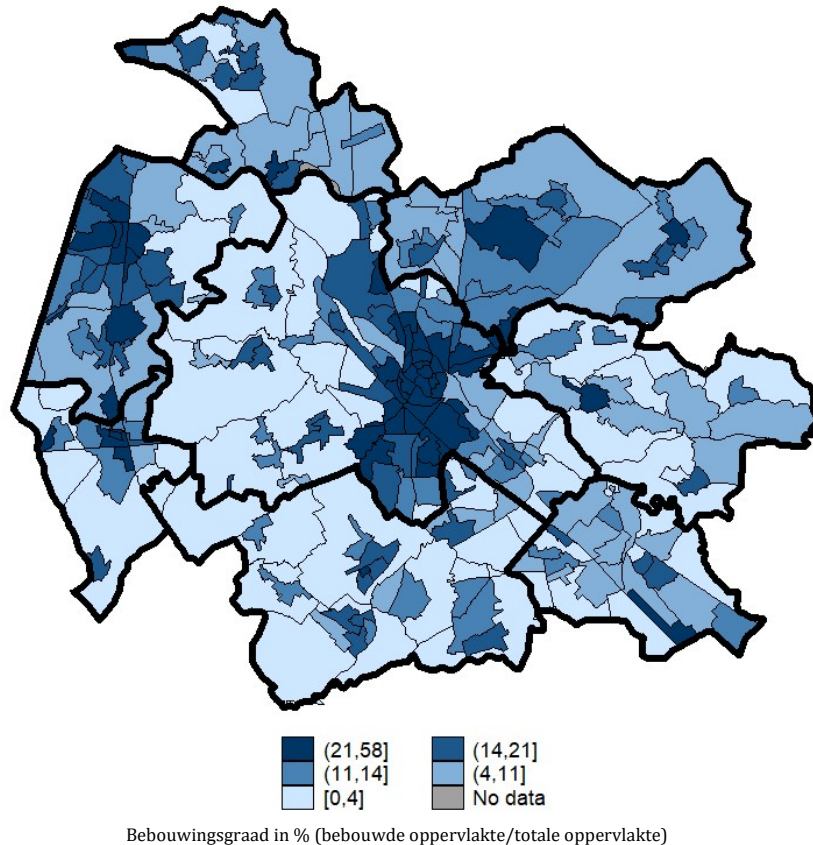 (21,58] (14,21]
(11,14] (4,11]
[0,4] No data
Bebouwingsgraad in % (bebouwde oppervlakte/totale oppervlakte)